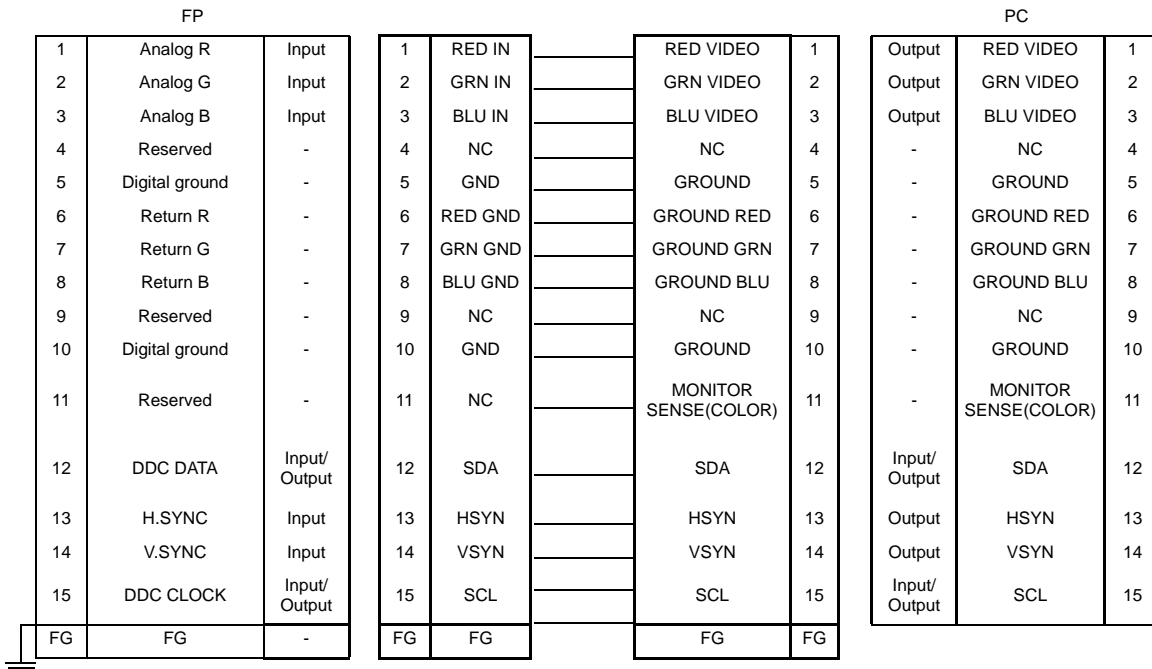 FP PC
1 Analog R Input 1 RED IN RED VIDEO 1 Output RED VIDEO 1
2 Analog G Input 2 GRN IN GRN VIDEO 2 Output GRN VIDEO 2
3 Analog B Input 3 BLU IN BLU VIDEO 3 Output BLU VIDEO 3
4 Reserved - 4 NC NC 4 - NC 4
5 Digital ground - 5 GND GROUND 5 - GROUND 5
6 Return R - 6 RED GND GROUND RED 6 - GROUND RED 6
7 Return G - 7 GRN GND GROUND GRN 7 - GROUND GRN 7
8 Return B - 8 BLU GND GROUND BLU 8 - GROUND BLU 8
9 Reserved - 9 NC NC 9 - NC 9
10 Digital ground - 10 GND GROUND 10 - GROUND 10
11 Reserved - 11 NC MONITOR SENSE(COLOR) 11 - MONITOR SENSE(COLOR) 11
12 DDC DATA Input/ Output 12 SDA SDA 12 Input/ Output SDA 12
13 H.SYNC Input 13 HSYN HSYN 13 Output HSYN 13
14 V.SYNC Input 14 VSYN VSYN 14 Output VSYN 14
15 DDC CLOCK Input/ Output 15 SCL SCL 15 Input/ Output SCL 15
FG FG - FG FG FG FG